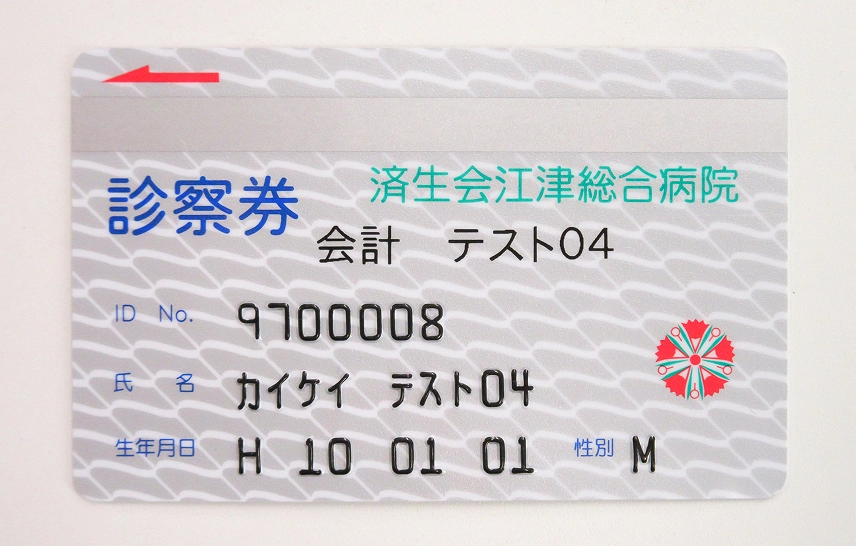 済生会江津総合病院
診察券
会計 テスト04
ID No. 9700008
氏 名 カイケイ テスト04
生年月日 H 10 01 01 性別 M